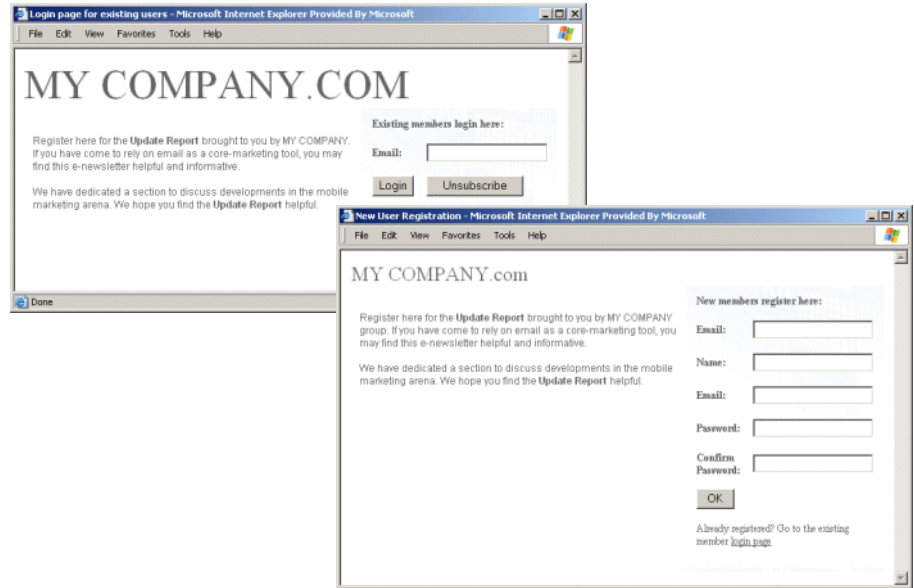 Login page for existing users - Microsoft Internet Explorer Provided By Microsoft
File Edit View Favorites Tools Help
MY COMPANY.COM
Register here for the Update Report brought to you by MY COMPANY.
If you have come to rely on email as a core-marketing tool, you may
find this e-newsletter helpful and informative.
We have dedicated a section to discuss developments in the mobile
marketing arena. We hope you find the Update Report helpful.
Existing members login here:
Email:
Login Unsubscribe
Done
New User Registration - Microsoft Internet Explorer Provided By Microsoft
File Edit View Favorites Tools Help
MY COMPANY.com
Register here for the Update Report brought to you by MY COMPANY
group. If you have come to rely on email as a core-marketing tool, you
may find this e-newsletter helpful and informative.
We have dedicated a section to discuss developments in the mobile
marketing arena. We hope you find the Update Report helpful.
New members register here:
Email:
Name:
Email:
Password:
Confirm
Password:
OK
Already registered? Go to the existing
member login page